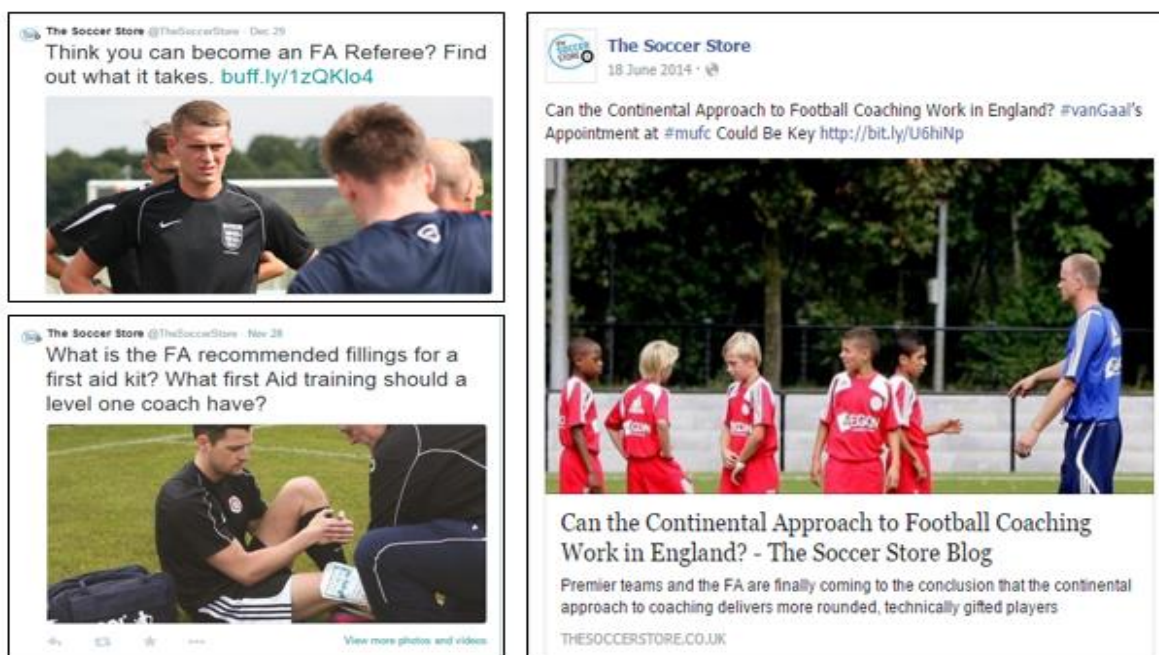 The Soccer Store @TheSoccerStore · Dec 29
Think you can become an FA Referee? Find
out what it takes. buff.ly/1zQKlo4
The Soccer Store @TheSoccerStore · Nov 28
What is the FA recommended fillings for a
first aid kit? What first Aid training should a
level one coach have?
View more photos and videos
The Soccer Store
18 June 2014 ·
Can the Continental Approach to Football Coaching Work in England? #vanGaal's
Appointment at #mufc Could Be Key http://bit.ly/U6hiNp
AEGON
Can the Continental Approach to Football Coaching
Work in England? - The Soccer Store Blog
Premier teams and the FA are finally coming to the conclusion that the continental
approach to coaching delivers more rounded, technically gifted players
THESOCCERSTORE.CO.UK